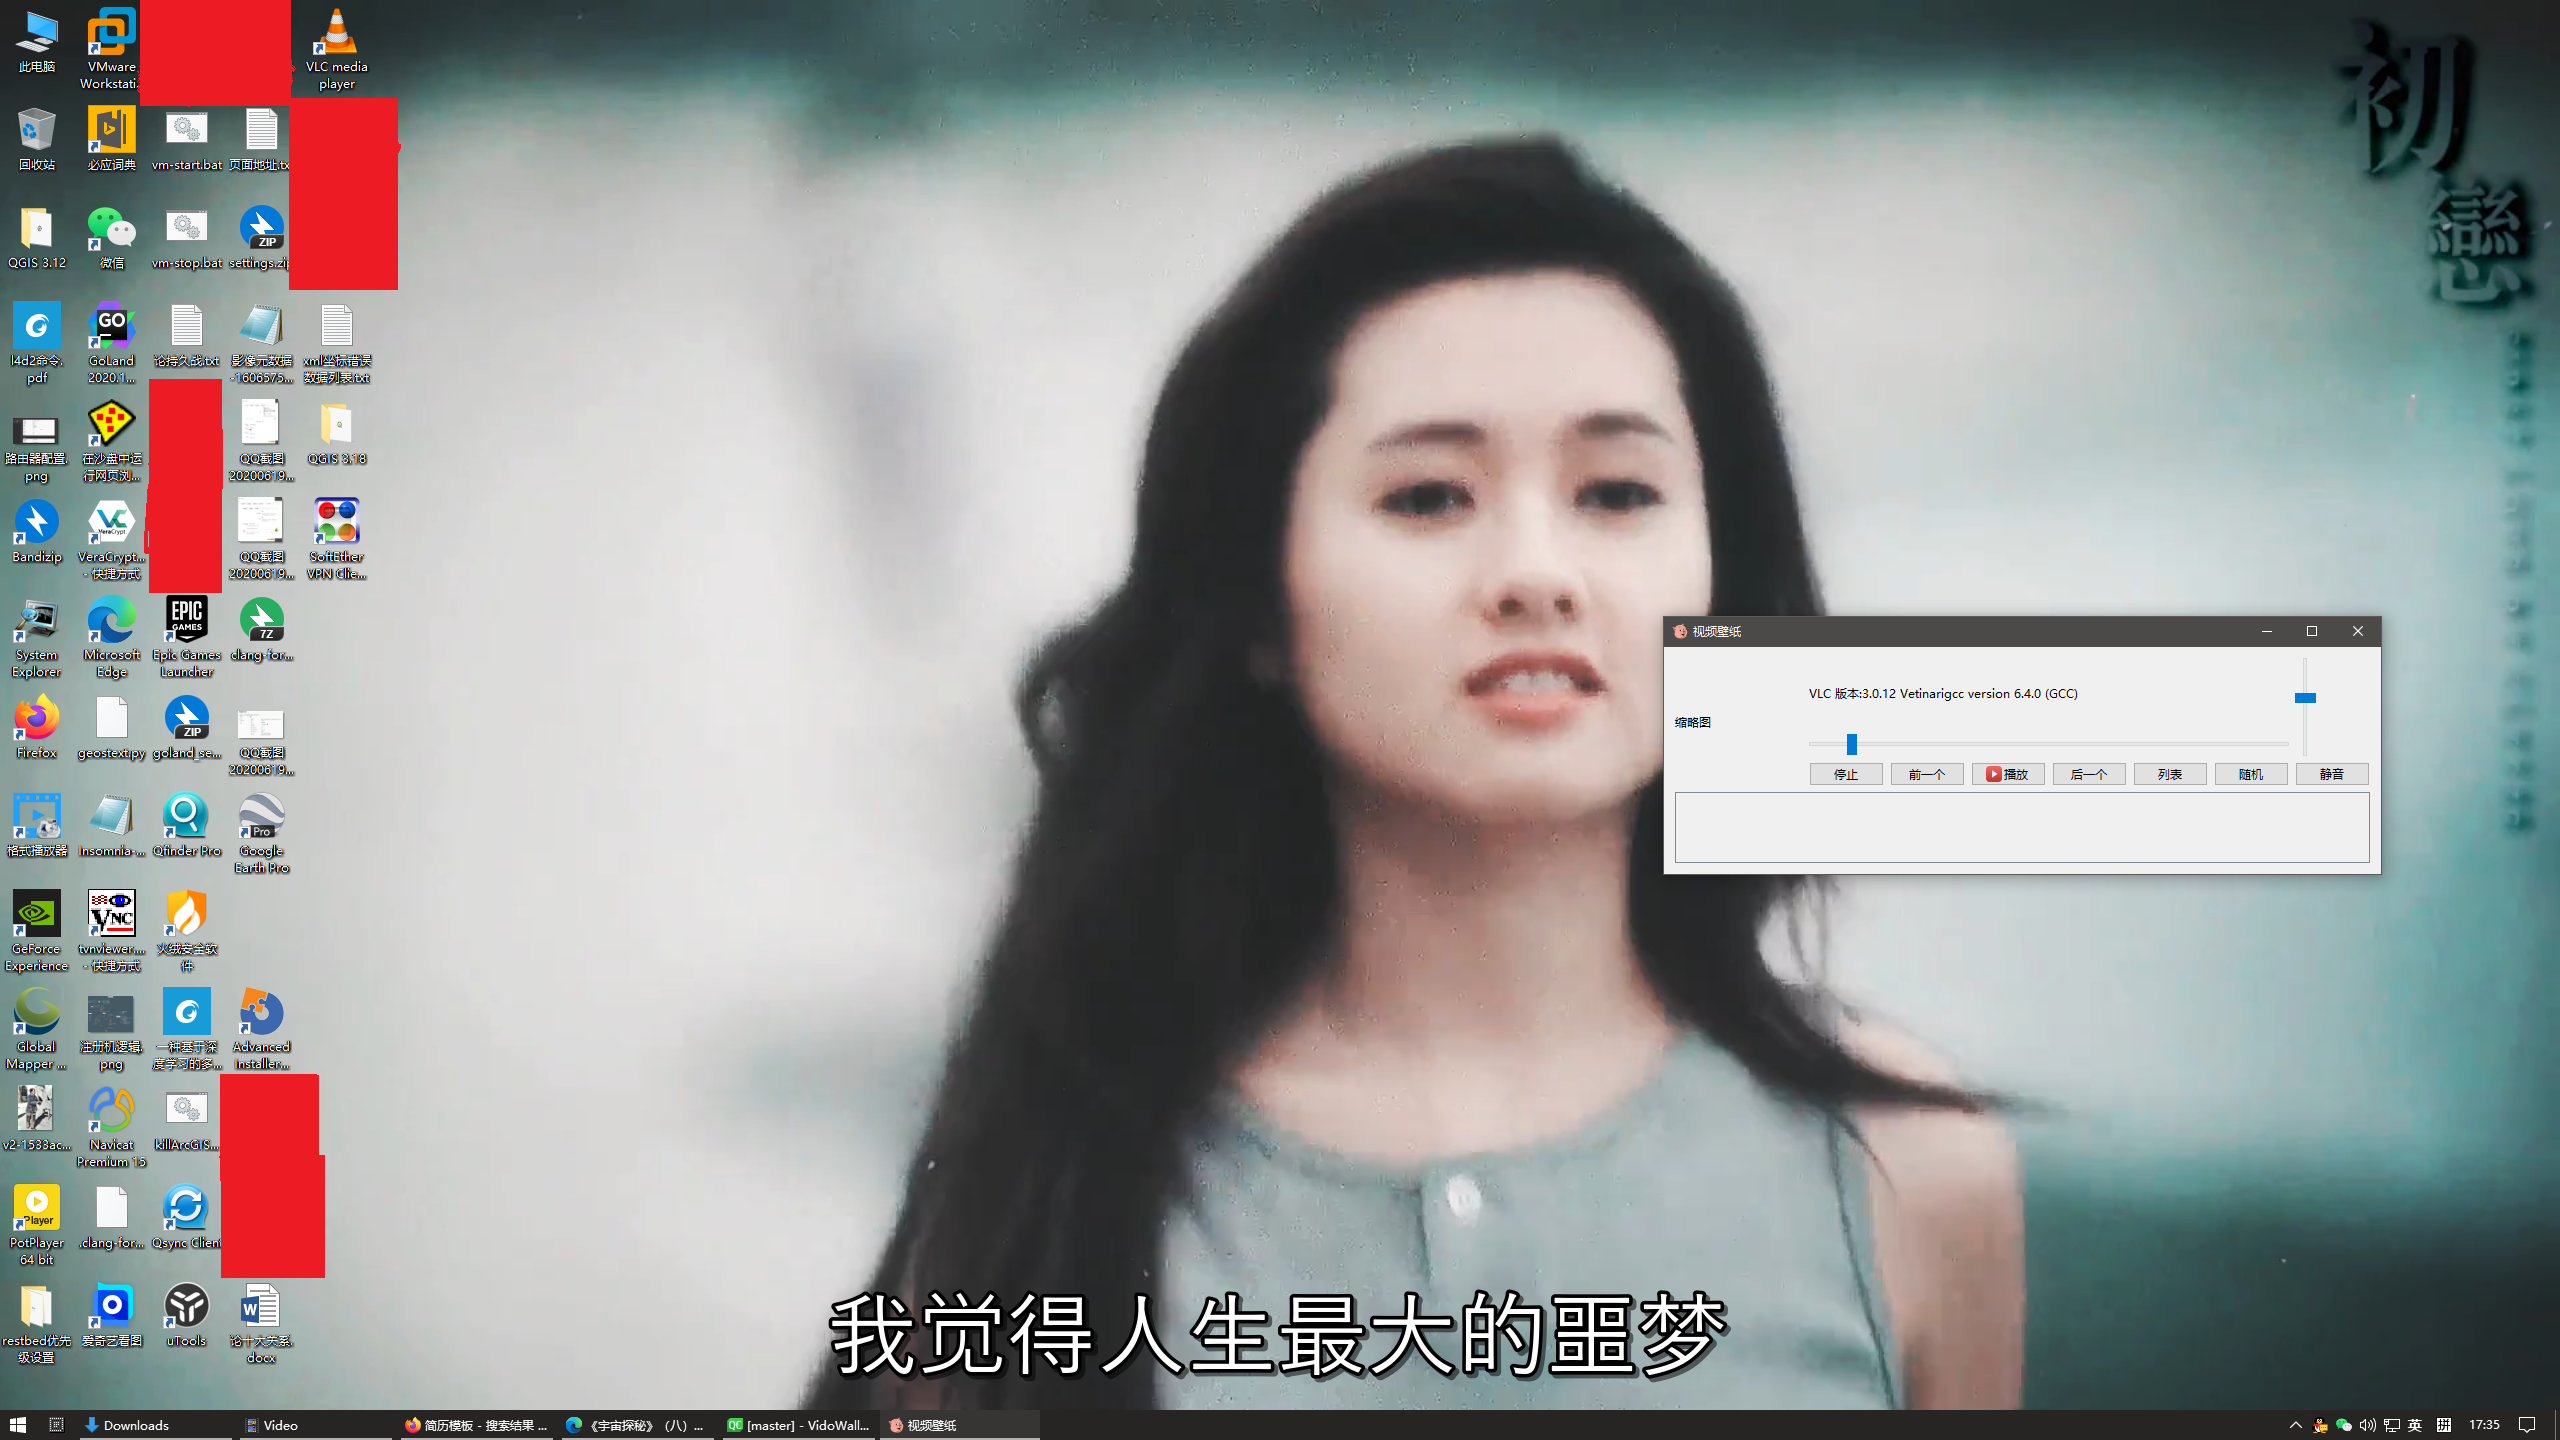 此电脑
VMware
Workstati...
VLC media
player
回收站
必应词典
vm-start.bat
页面地址.tx
QGIS 3.12
微信
vm-stop.bat
settings.zip
l4d2命令.
pdf
GoLand
2020.1...
论持久战.txt
影像元数据
-1606575...
xml坐标错误
数据列表.txt
路由器配置.
png
在沙盘中运
行网页浏...
QQ截图
20200619...
QGIS 3.18
Bandizip
VeraCrypt...
- 快捷方式
QQ截图
20200619...
SoftEther
VPN Clie...
System
Explorer
Microsoft
Edge
Epic Games
Launcher
clang-for...
Firefox
geostext.py
goland_se...
QQ截图
20200619...
格式播放器
Insomnia-...
Qfinder Pro
Google
Earth Pro
GeForce
Experience
tvnviewer....
- 快捷方式
火绒安全软
件
Global
Mapper ...
注册机逻辑.
png
一种基于深
度学习的多...
Advanced
Installer...
v2-1533ac...
Navicat
Premium 15
killArcGIS...
PotPlayer
64 bit
.clang-for...
Qsync Client
restbed优先
级设置
爱奇艺看图
uTools
论十大关系.
docx
初
戀
视频壁纸
VLC 版本:3.0.12 Vetinarigcc version 6.4.0 (GCC)
缩略图
停止
前一个
播放
后一个
列表
随机
静音
我觉得人生最大的噩梦
Downloads
Video
简历模板 - 搜索结果 ...
《宇宙探秘》（八）...
[master] - VidoWall...
视频壁纸
英
拼
17:35